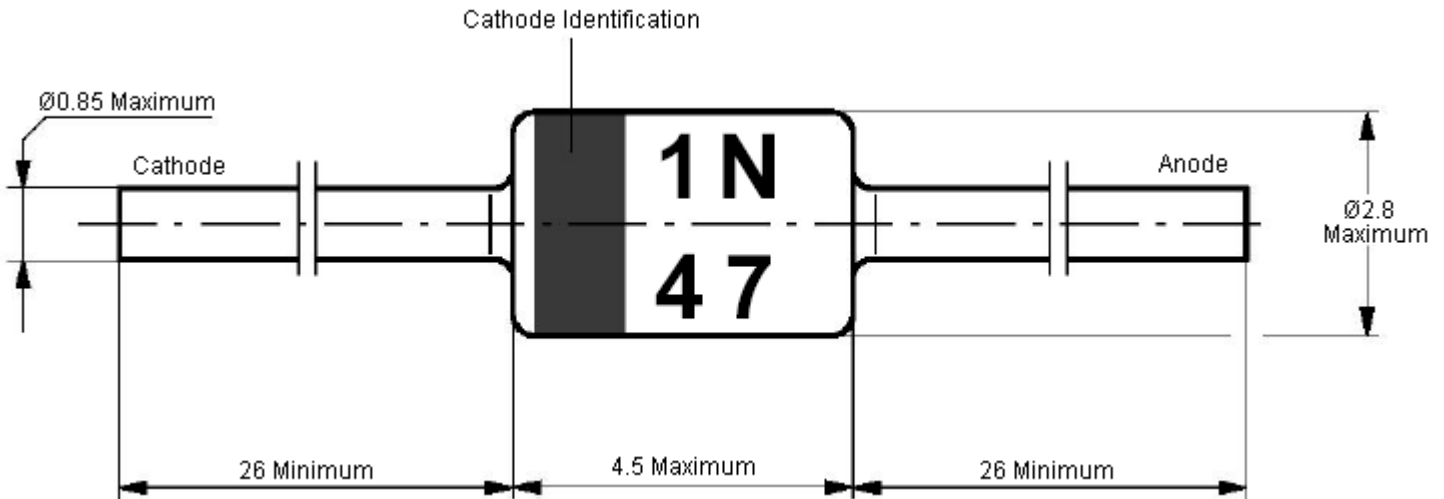 Cathode Identification
Ø0.85 Maximum
Cathode
1N
47
Anode
Ø2.8
Maximum
26 Minimum
4.5 Maximum
26 Minimum